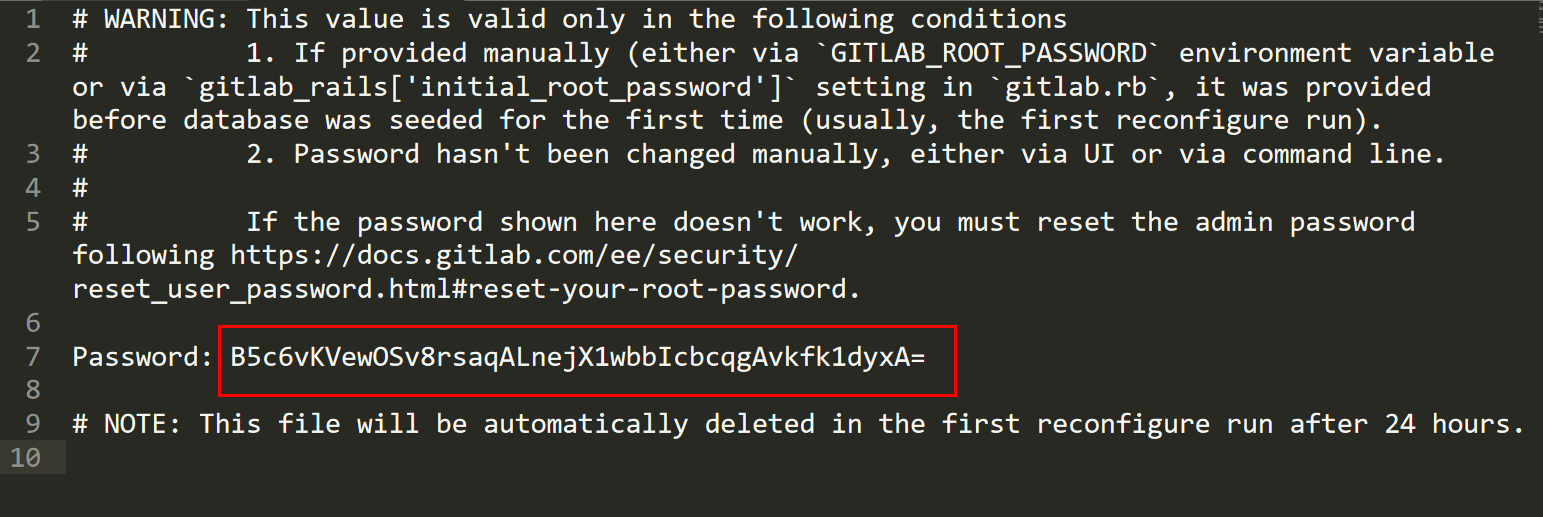 1 # WARNING: This value is valid only in the following conditions
2 #          1. If provided manually (either via `GITLAB_ROOT_PASSWORD` environment variable
or via `gitlab_rails['initial_root_password']` setting in `gitlab.rb`, it was provided
before database was seeded for the first time (usually, the first reconfigure run).
3 #          2. Password hasn't been changed manually, either via UI or via command line.
4 #
5 #          If the password shown here doesn't work, you must reset the admin password
following https://docs.gitlab.com/ee/security/
reset_user_password.html#reset-your-root-password.
6
7 Password: B5c6vKVewOSv8rsaqALnejX1wbbIcbcqgAvkfk1dyxA=
8
9 # NOTE: This file will be automatically deleted in the first reconfigure run after 24 hours.
10